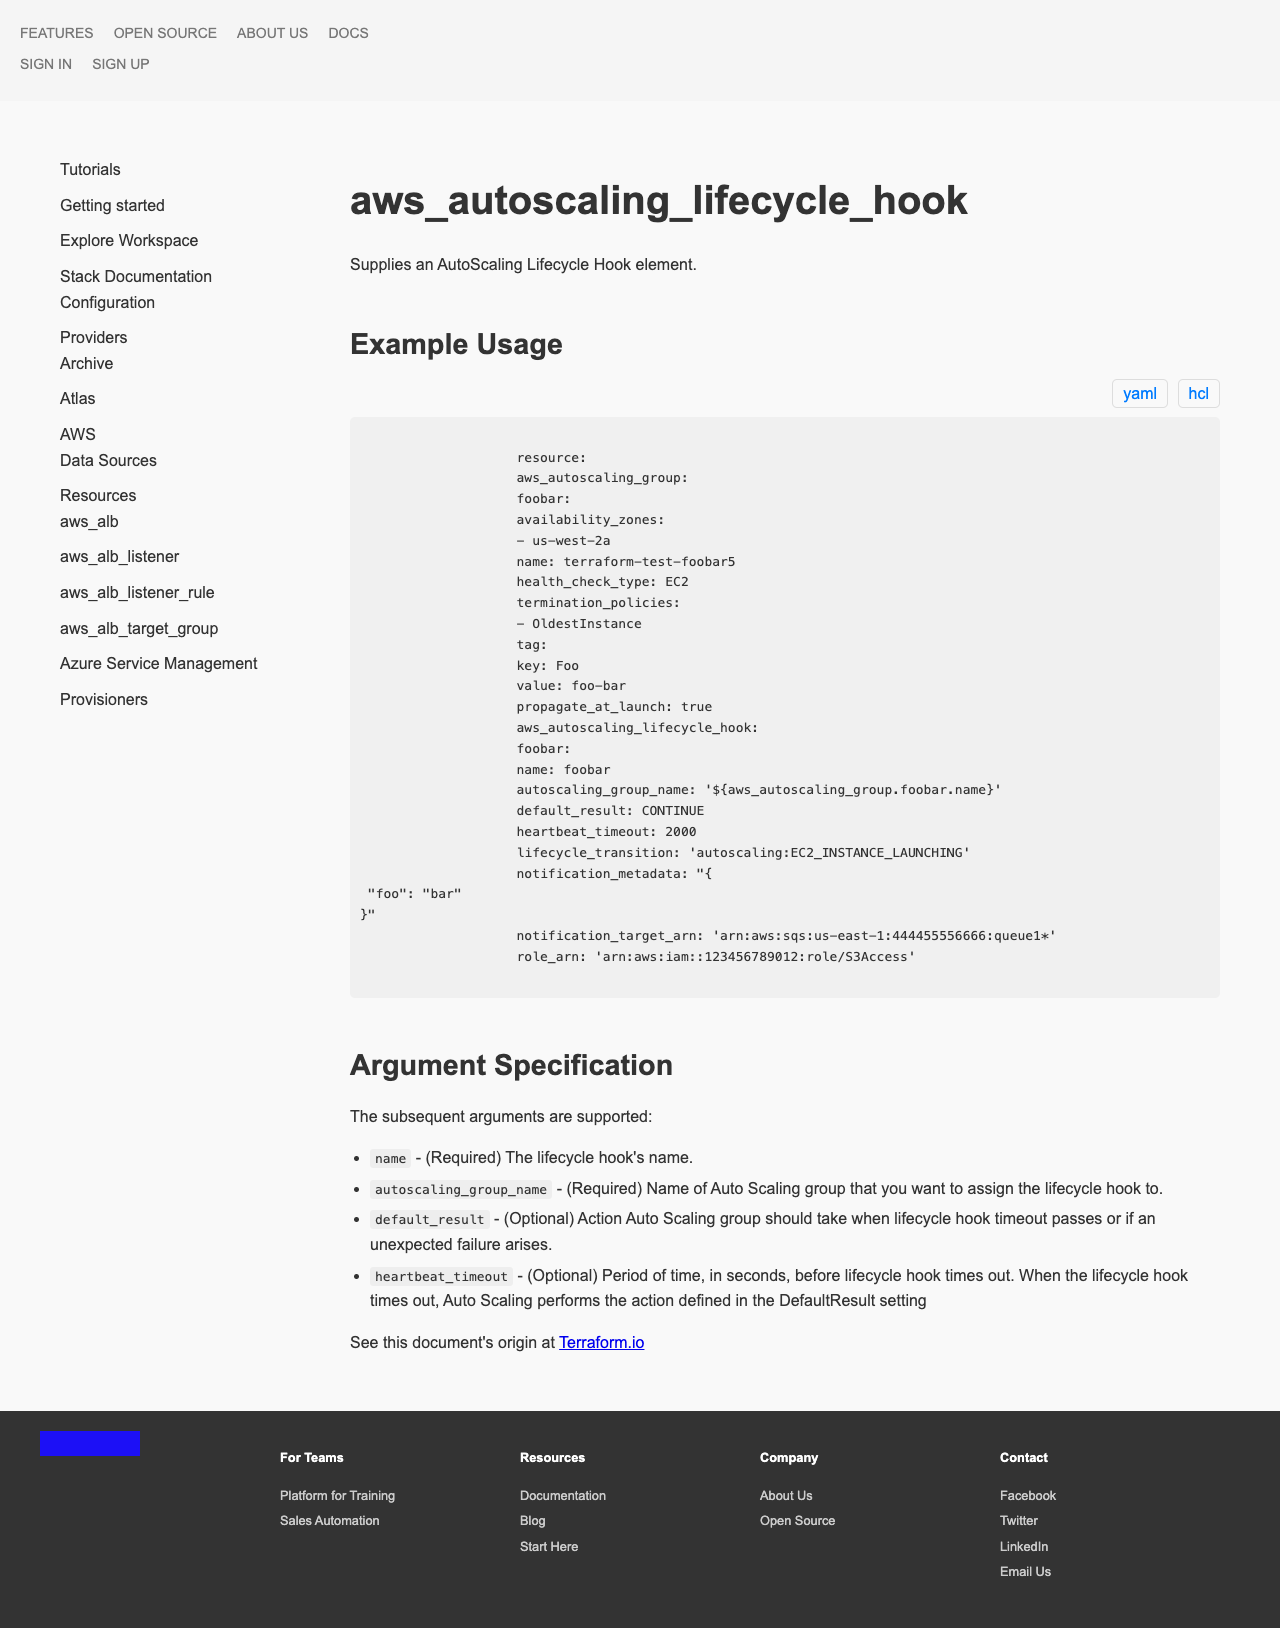 FEATURES OPEN SOURCE ABOUT US DOCS
SIGN IN SIGN UP
Tutorials
Getting started
Explore Workspace
Stack Documentation
Configuration
Providers
Archive
Atlas
AWS
Data Sources
Resources
aws_alb
aws_alb_listener
aws_alb_listener_rule
aws_alb_target_group
Azure Service Management
Provisioners
aws_autoscaling_lifecycle_hook
Supplies an AutoScaling Lifecycle Hook element.
Example Usage
yaml hcl
resource:
aws_autoscaling_group:
foobar:
availability_zones:
- us-west-2a
name: terraform-test-foobar5
health_check_type: EC2
termination_policies:
- OldestInstance
tag:
key: Foo
value: foo-bar
propagate_at_launch: true
aws_autoscaling_lifecycle_hook:
foobar:
name: foobar
autoscaling_group_name: '${aws_autoscaling_group.foobar.name}'
default_result: CONTINUE
heartbeat_timeout: 2000
lifecycle_transition: 'autoscaling:EC2_INSTANCE_LAUNCHING'
notification_metadata: "{
"foo": "bar"
}"
notification_target_arn: 'arn:aws:sqs:us-east-1:444455556666:queue1*'
role_arn: 'arn:aws:iam::123456789012:role/S3Access'
Argument Specification
The subsequent arguments are supported:
• name - (Required) The lifecycle hook's name.
• autoscaling_group_name - (Required) Name of Auto Scaling group that you want to assign the lifecycle hook to.
• default_result - (Optional) Action Auto Scaling group should take when lifecycle hook timeout passes or if an
unexpected failure arises.
• heartbeat_timeout - (Optional) Period of time, in seconds, before lifecycle hook times out. When the lifecycle hook
times out, Auto Scaling performs the action defined in the DefaultResult setting
See this document's origin at Terraform.io
For Teams
Platform for Training
Sales Automation
Resources
Documentation
Blog
Start Here
Company
About Us
Open Source
Contact
Facebook
Twitter
LinkedIn
Email Us